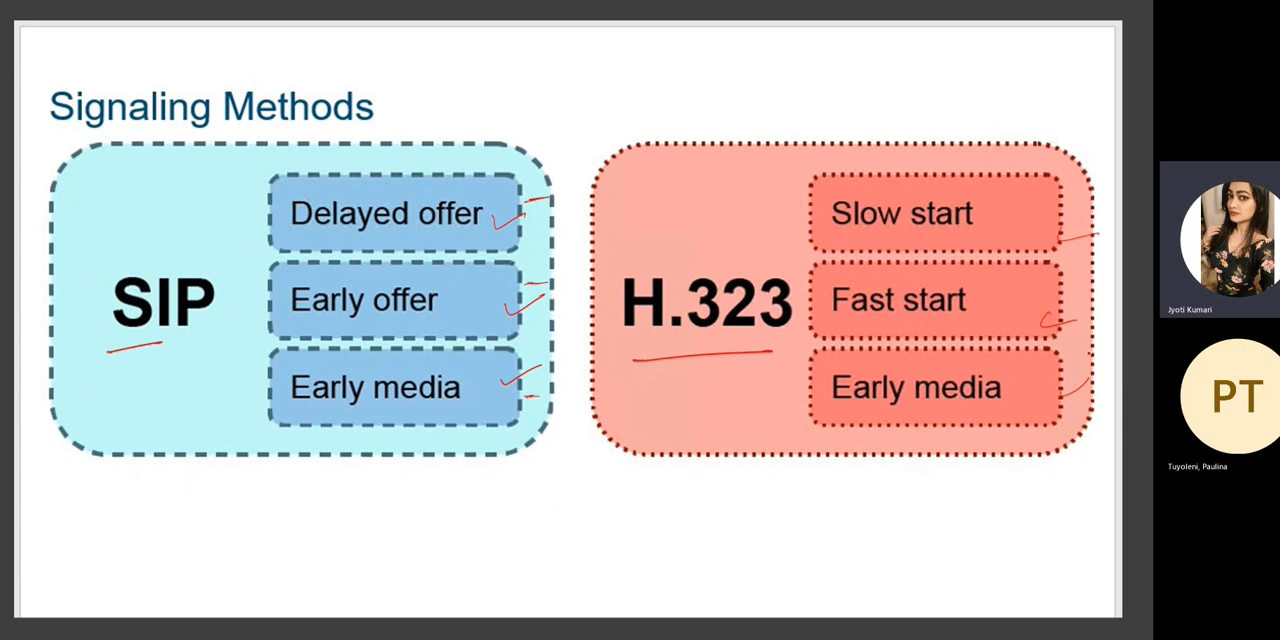 Signaling Methods
SIP
Delayed offer
Early offer
Early media
H.323
Slow start
Fast start
Early media
Jyoti Kumari
PT
Tuyoleni, Paulina